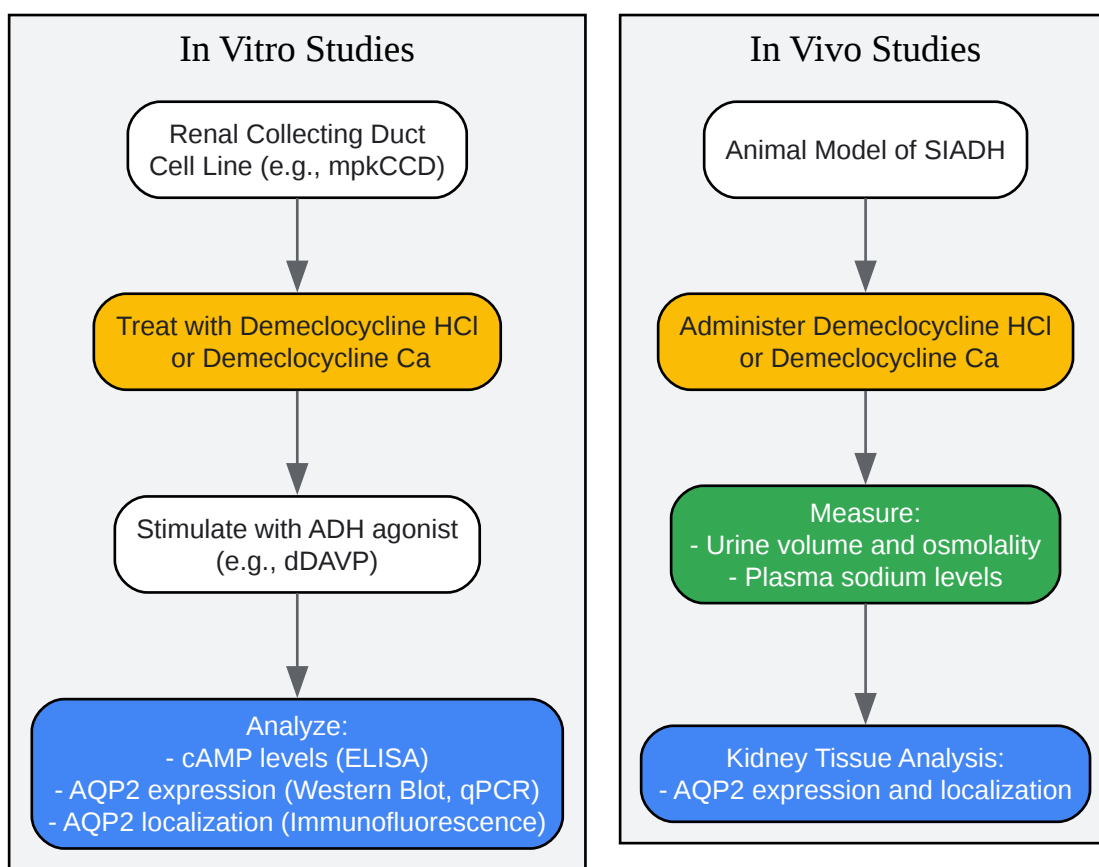 In Vitro Studies
Renal Collecting Duct
Cell Line (e.g., mpkCCD)
Treat with Demeclocycline HCl
or Demeclocycline Ca
Stimulate with ADH agonist
(e.g., dDAVP)
Analyze:
- cAMP levels (ELISA)
- AQP2 expression (Western Blot, qPCR)
- AQP2 localization (Immunofluorescence)
In Vivo Studies
Animal Model of SIADH
Administer Demeclocycline HCl
or Demeclocycline Ca
Measure:
- Urine volume and osmolality
- Plasma sodium levels
Kidney Tissue Analysis:
- AQP2 expression and localization